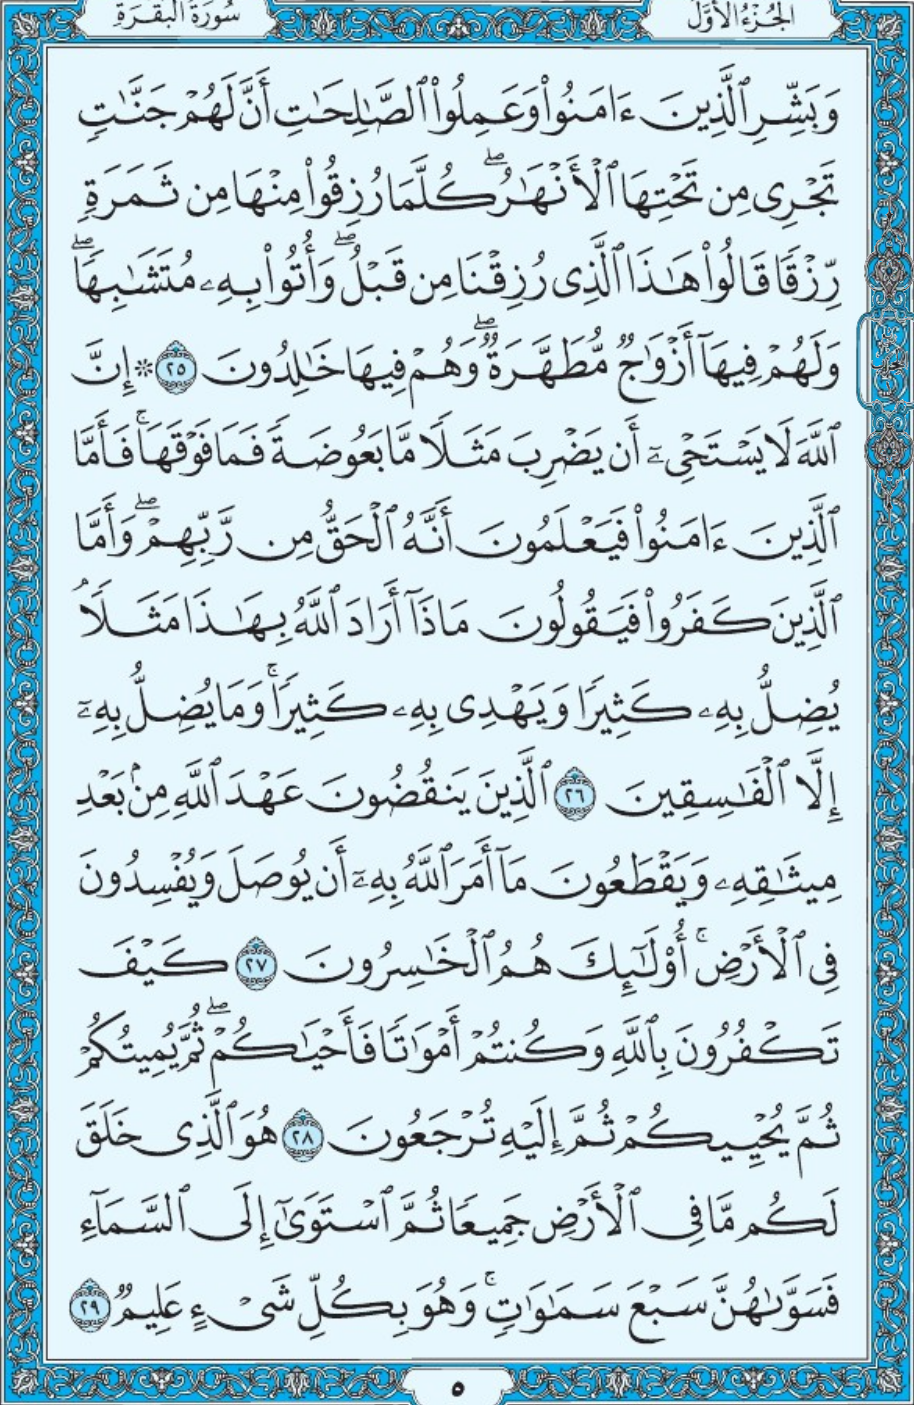 الجُزْءُ الأَوَّلُ
سُورَةُ البَقَرَةِ
وَبَشِّرِ ٱلَّذِينَ ءَامَنُوا۟ وَعَمِلُوا۟ ٱلصَّٰلِحَٰتِ أَنَّ لَهُمْ جَنَّٰتٍ
تَجْرِى مِن تَحْتِهَا ٱلْأَنْهَٰرُ ۖ كُلَّمَا رُزِقُوا۟ مِنْهَا مِن ثَمَرَةٍ
رِّزْقًا قَالُوا۟ هَٰذَا ٱلَّذِى رُزِقْنَا مِن قَبْلُ ۖ وَأُتُوا۟ بِهِۦ مُتَشَٰبِهًا ۖ
وَلَهُمْ فِيهَآ أَزْوَٰجٌ مُّطَهَّرَةٌ ۖ وَهُمْ فِيهَا خَٰلِدُونَ ٢٥ ۞ إِنَّ
ٱللَّهَ لَا يَسْتَحْىِۦٓ أَن يَضْرِبَ مَثَلًا مَّا بَعُوضَةً فَمَا فَوْقَهَا ۚ فَأَمَّا
ٱلَّذِينَ ءَامَنُوا۟ فَيَعْلَمُونَ أَنَّهُ ٱلْحَقُّ مِن رَّبِّهِمْ ۖ وَأَمَّا
ٱلَّذِينَ كَفَرُوا۟ فَيَقُولُونَ مَاذَآ أَرَادَ ٱللَّهُ بِهَٰذَا مَثَلًا ۘ
يُضِلُّ بِهِۦ كَثِيرًا وَيَهْدِى بِهِۦ كَثِيرًا ۚ وَمَا يُضِلُّ بِهِۦٓ
إِلَّا ٱلْفَٰسِقِينَ ٢٦ ٱلَّذِينَ يَنقُضُونَ عَهْدَ ٱللَّهِ مِنۢ بَعْدِ
مِيثَٰقِهِۦ وَيَقْطَعُونَ مَآ أَمَرَ ٱللَّهُ بِهِۦٓ أَن يُوصَلَ وَيُفْسِدُونَ
فِى ٱلْأَرْضِ ۚ أُو۟لَٰٓئِكَ هُمُ ٱلْخَٰسِرُونَ ٢٧ كَيْفَ
تَكْفُرُونَ بِٱللَّهِ وَكُنتُمْ أَمْوَٰتًا فَأَحْيَٰكُمْ ۖ ثُمَّ يُمِيتُكُمْ
ثُمَّ يُحْيِيكُمْ ثُمَّ إِلَيْهِ تُرْجَعُونَ ٢٨ هُوَ ٱلَّذِى خَلَقَ
لَكُم مَّا فِى ٱلْأَرْضِ جَمِيعًا ثُمَّ ٱسْتَوَىٰٓ إِلَى ٱلسَّمَآءِ
فَسَوَّىٰهُنَّ سَبْعَ سَمَٰوَٰتٍ ۚ وَهُوَ بِكُلِّ شَىْءٍ عَلِيمٌ ٢٩
٥